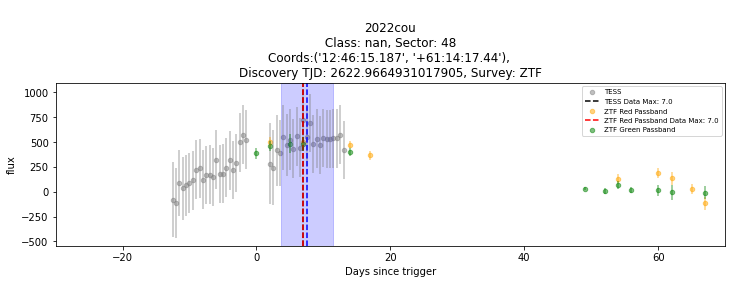 2022cou
Class: nan, Sector: 48
Coords:('12:46:15.187', '+61:14:17.44'),
Discovery TJD: 2622.9664931017905, Survey: ZTF
1000
750
500
250
0
−250
−500
flux
TESS
TESS Data Max: 7.0
ZTF Red Passband
ZTF Red Passband Data Max: 7.0
ZTF Green Passband
−20
0
20
40
60
Days since trigger